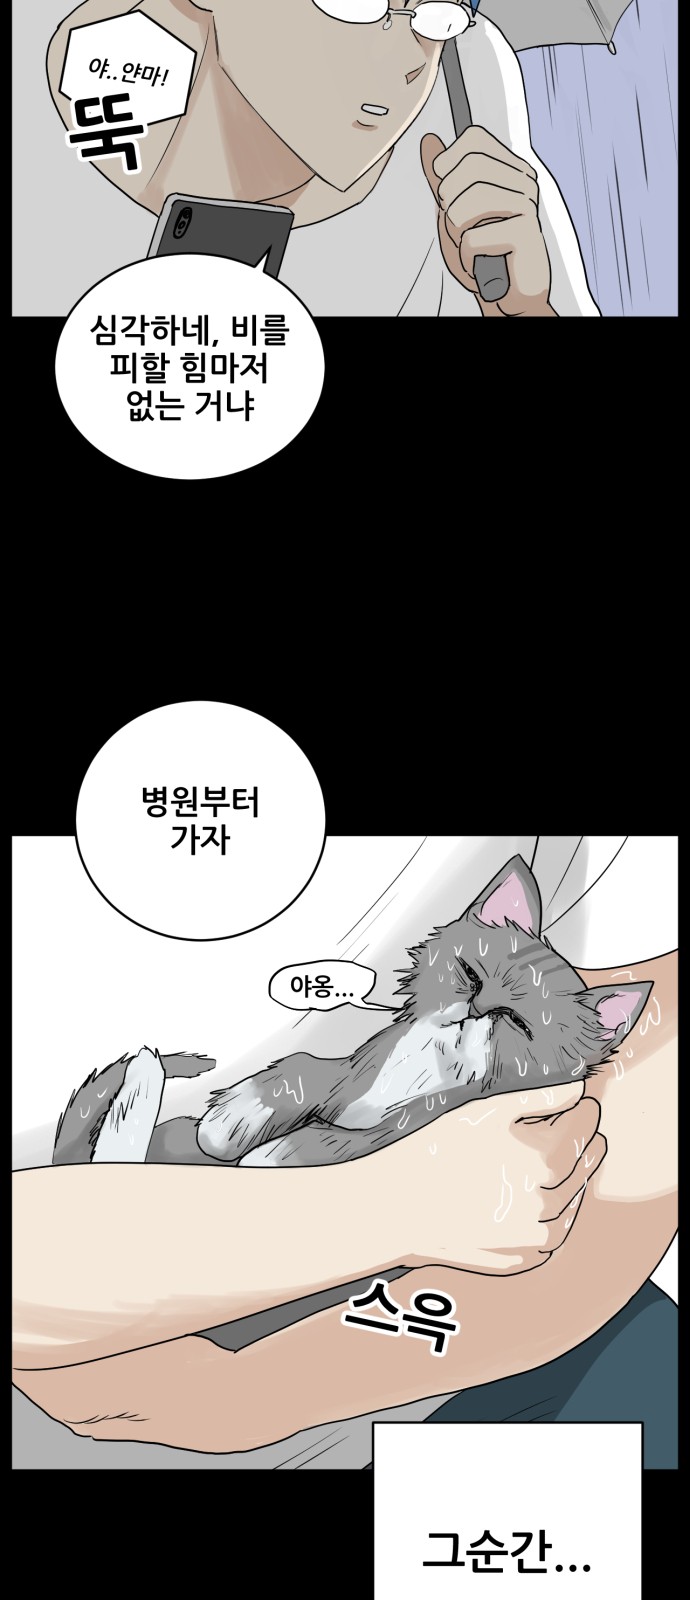 야..얀마!
뚝
심각하네, 비를
피할 힘마저
없는 거냐
병원부터
가자
야옹...
스윽
그순간...